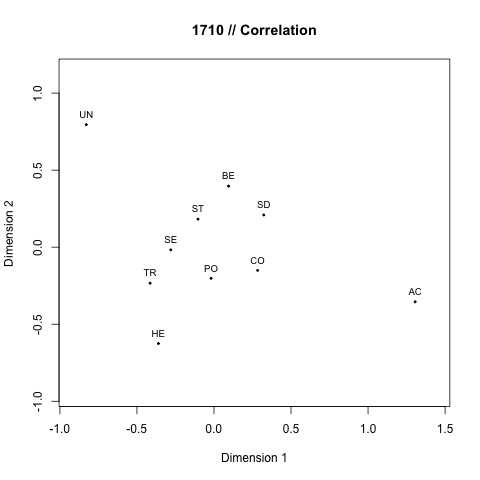 1710 // Correlation
Dimension 2
1.0
0.5
0.0
-0.5
-1.0
UN
BE
ST
SD
SE
CO
TR
PO
AC
HE
-1.0 -0.5 0.0 0.5 1.0 1.5
Dimension 1